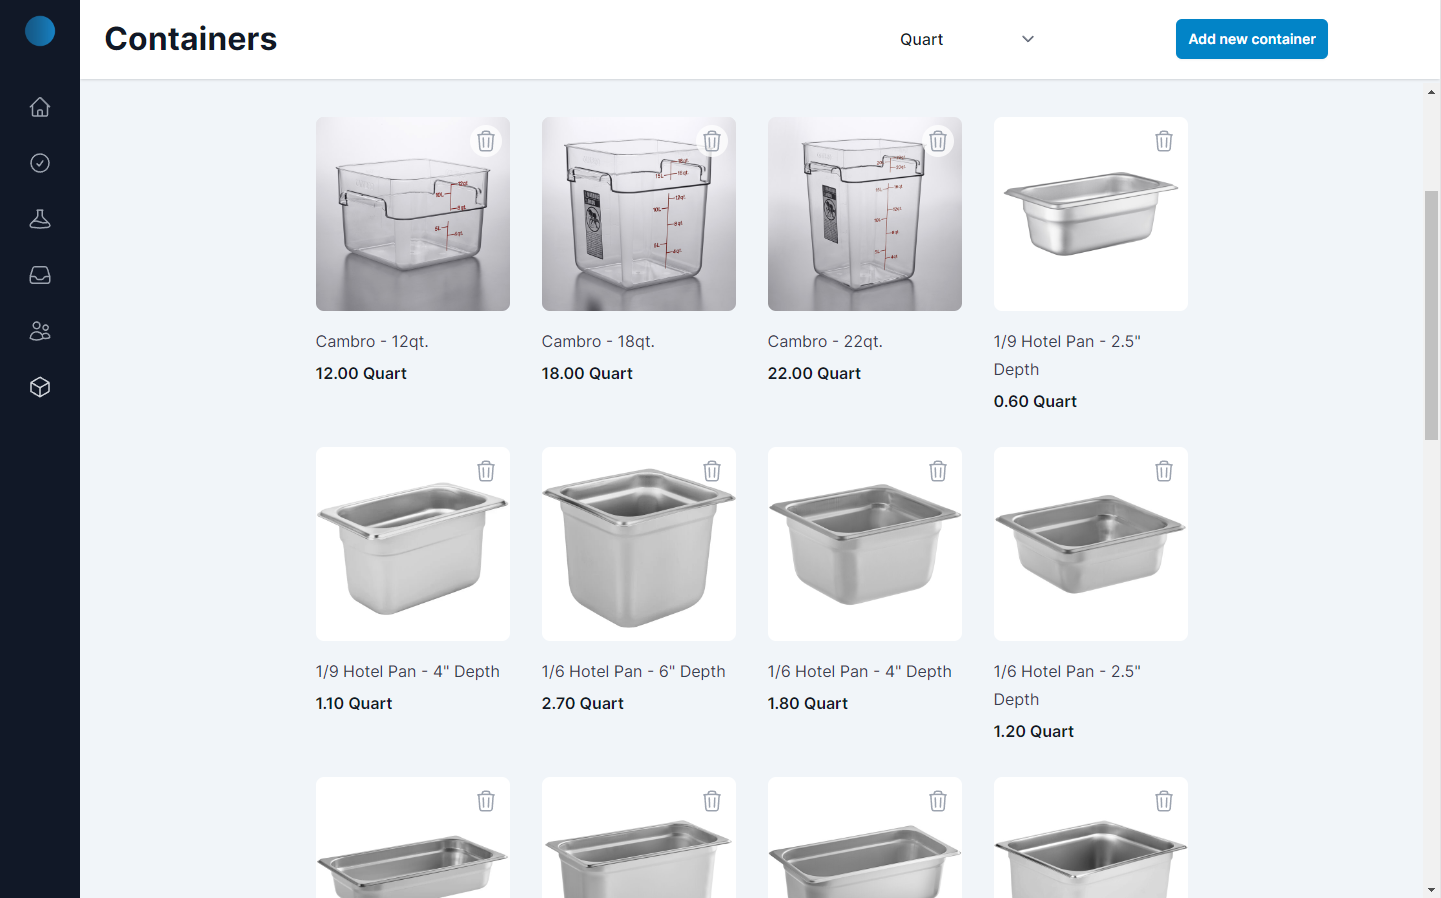 Containers
Quart
Add new container
Cambro - 12qt.
12.00 Quart
Cambro - 18qt.
18.00 Quart
Cambro - 22qt.
22.00 Quart
1/9 Hotel Pan - 2.5"
Depth
0.60 Quart
1/9 Hotel Pan - 4" Depth
1.10 Quart
1/6 Hotel Pan - 6" Depth
2.70 Quart
1/6 Hotel Pan - 4" Depth
1.80 Quart
1/6 Hotel Pan - 2.5"
Depth
1.20 Quart